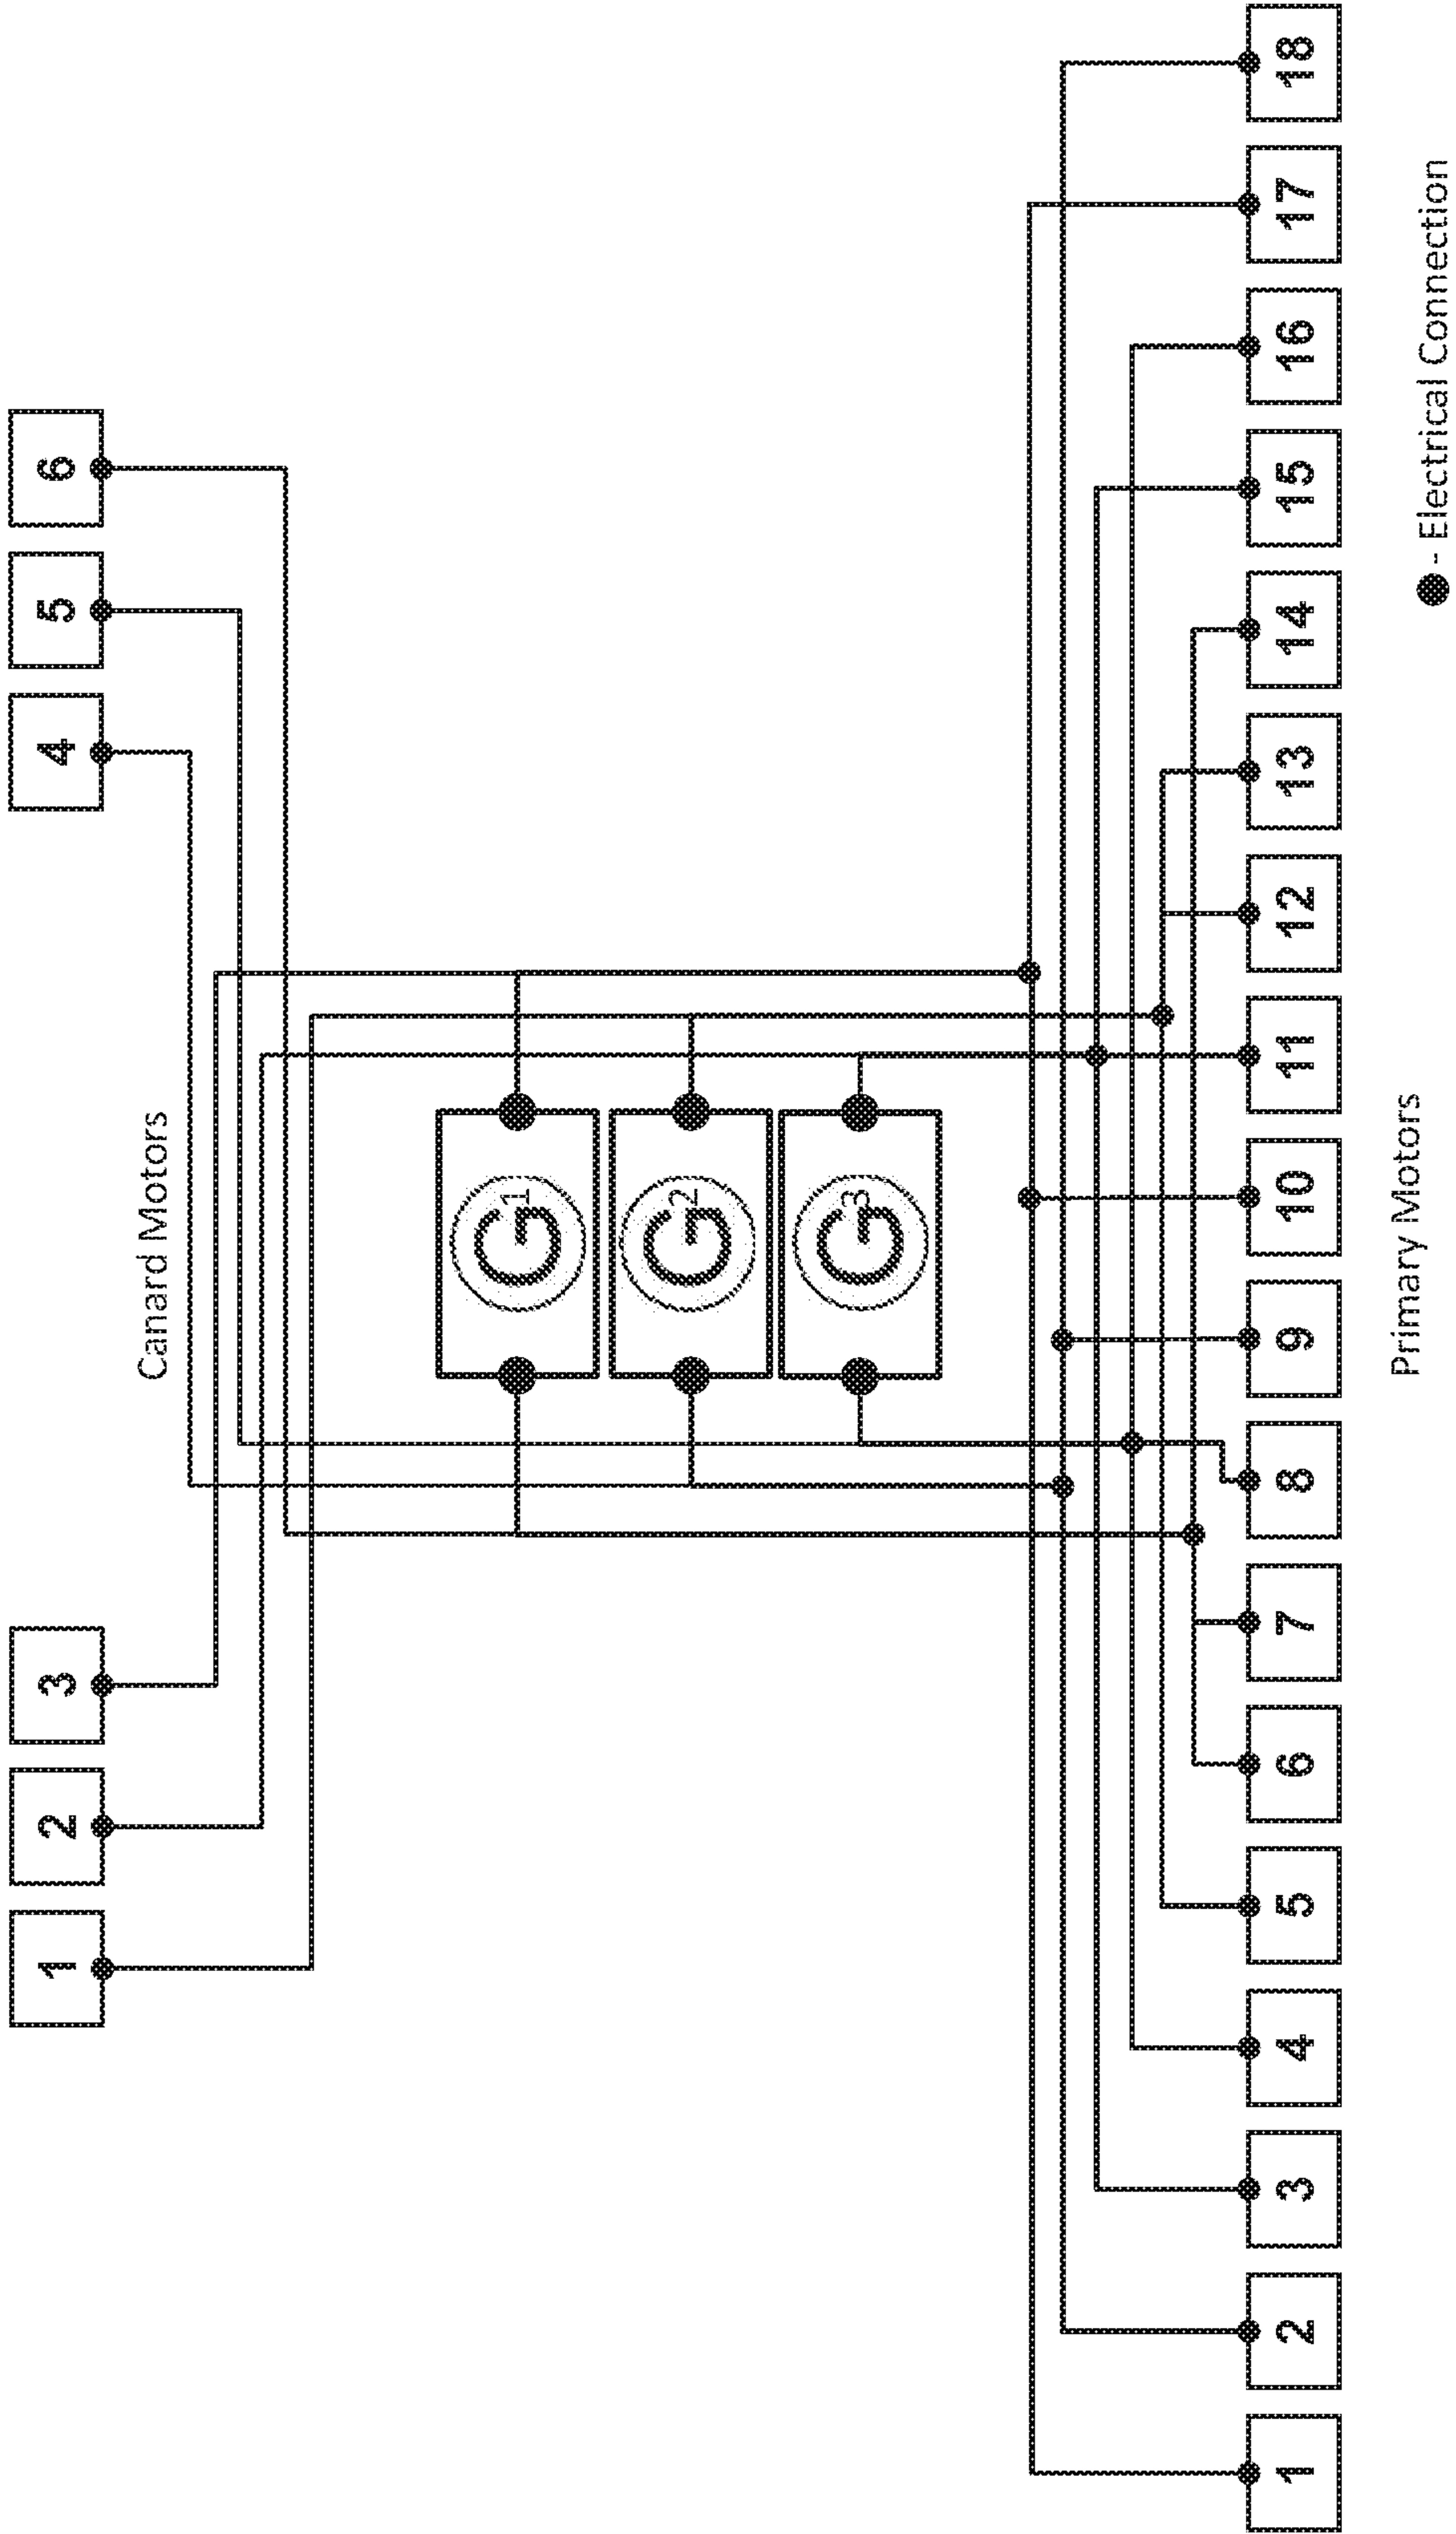 1 2 3 4 5 6
Canard Motors
G1
G2
G3
1 2 3 4 5 6 7 8 9 10 11 12 13 14 15 16 17 18
Primary Motors
● - Electrical Connection